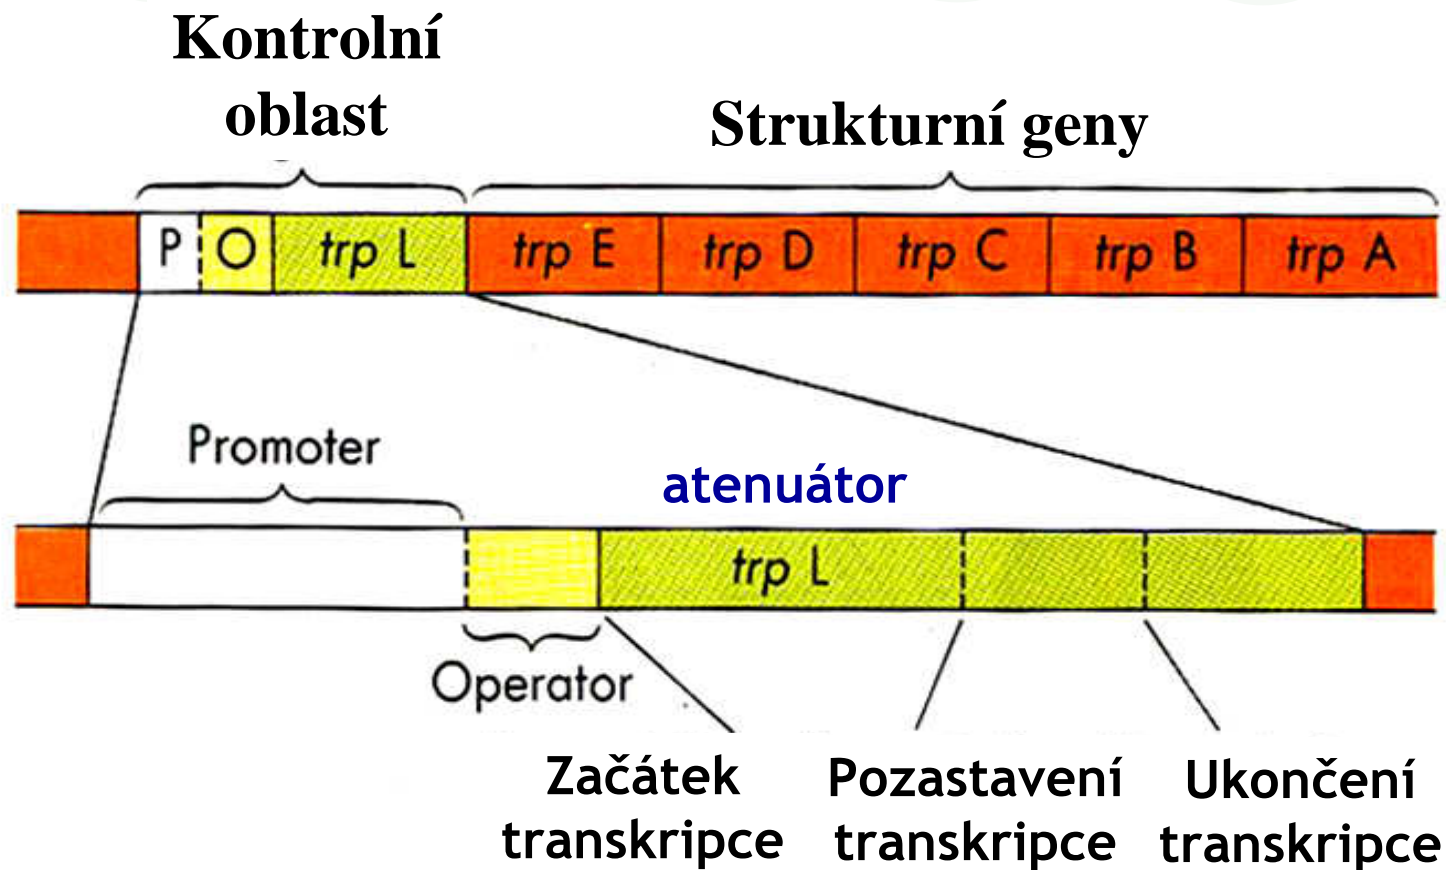 Kontrolní
oblast
Strukturní geny
P O trp L trp E trp D trp C trp B trp A
Promoter
atenuátor
trp L
Operator
Začátek
transkripce
Pozastavení
transkripce
Ukončení
transkripce